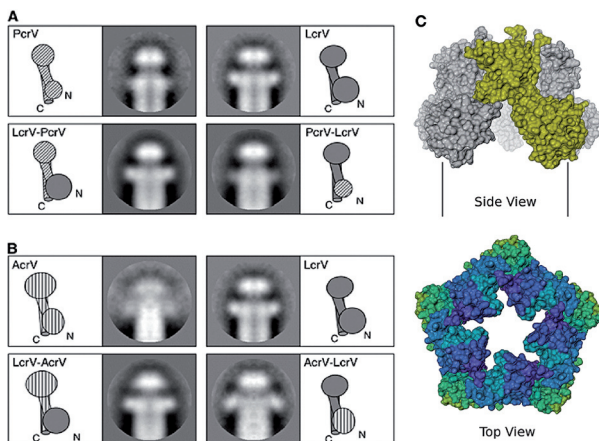 A
PcrV
N
C
LcrV
N
C
LcrV-PcrV
N
C
PcrV-LcrV
N
C
B
AcrV
N
C
LcrV
N
C
LcrV-AcrV
N
C
AcrV-LcrV
N
C
C
Side View
Top View